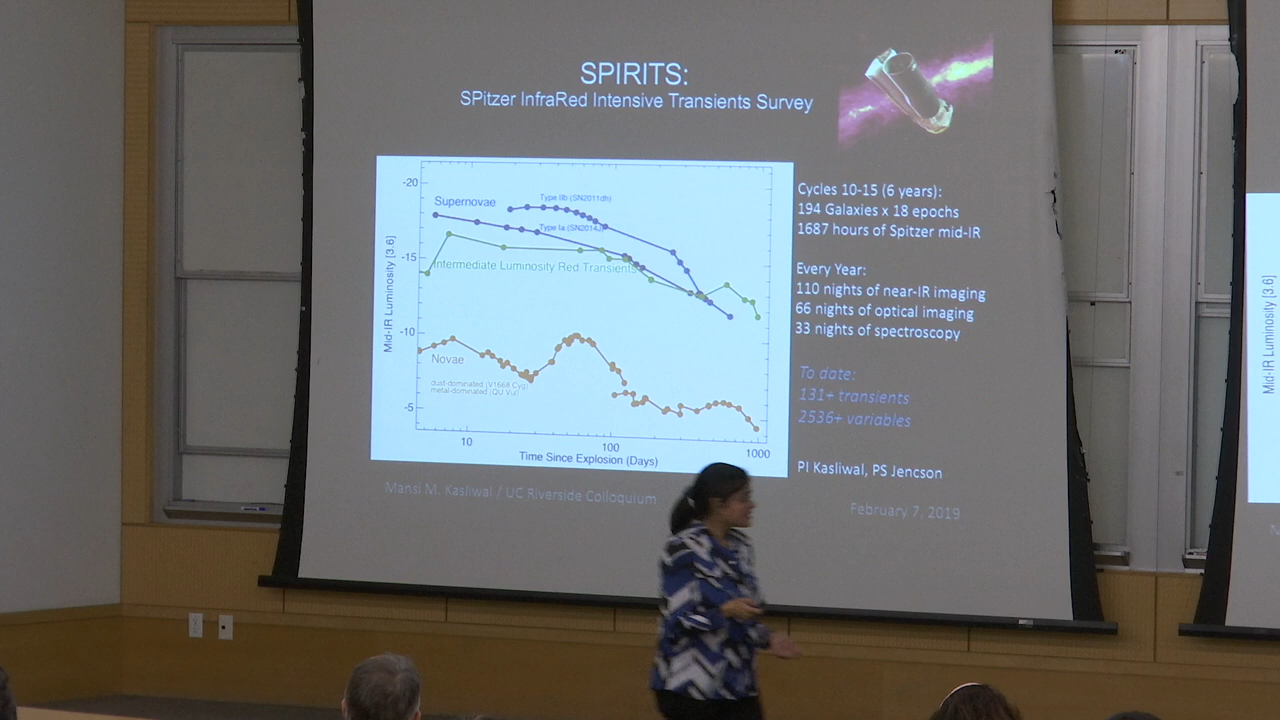 SPIRITS:
SPitzer InfraRed Intensive Transients Survey
Mid-IR Luminosity [3.6]
-20
-15
-10
-5
Supernovae
Type IIb (SN2011dh)
Type Ia (SN2014J)
Intermediate Luminosity Red Transients
Novae
dust-dominated (V1668 Cyg)
metal-dominated (QU Vul)
10
100
1000
Time Since Explosion (Days)
Cycles 10-15 (6 years):
194 Galaxies x 18 epochs
1687 hours of Spitzer mid-IR
Every Year:
110 nights of near-IR imaging
66 nights of optical imaging
33 nights of spectroscopy
To date:
131+ transients
2536+ variables
PI Kasliwal, PS Jencson
Mansi M. Kasliwal / UC Riverside Colloquium
February 7, 2019
Mid-IR Luminosity [3.6]